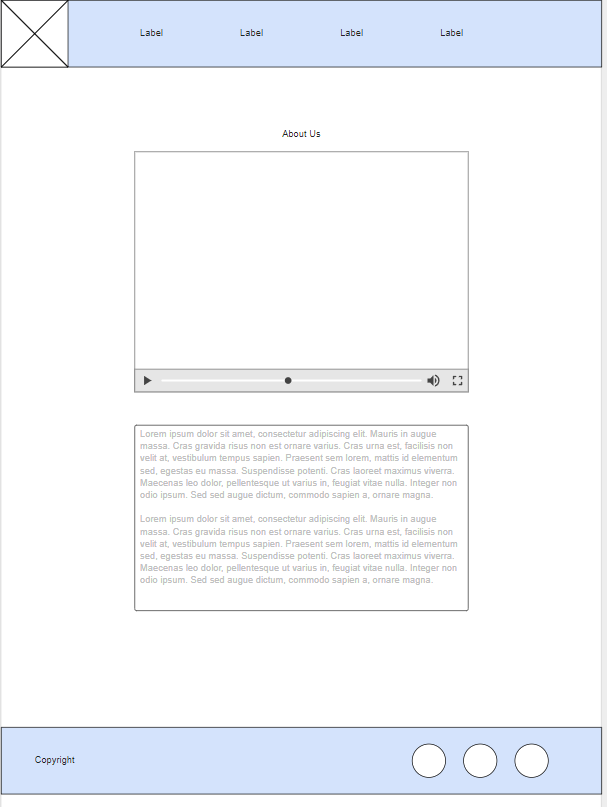 Label Label Label Label
About Us
Lorem ipsum dolor sit amet, consectetur adipiscing elit. Mauris in augue
massa. Cras gravida risus non est ornare varius. Cras urna est, facilisis non
velit at, vestibulum tempus sapien. Praesent sem lorem, mattis id elementum
sed, egestas eu massa. Suspendisse potenti. Cras laoreet maximus viverra.
Maecenas leo dolor, pellentesque ut varius in, feugiat vitae nulla. Integer non
odio ipsum. Sed sed augue dictum, commodo sapien a, ornare magna.
Lorem ipsum dolor sit amet, consectetur adipiscing elit. Mauris in augue
massa. Cras gravida risus non est ornare varius. Cras urna est, facilisis non
velit at, vestibulum tempus sapien. Praesent sem lorem, mattis id elementum
sed, egestas eu massa. Suspendisse potenti. Cras laoreet maximus viverra.
Maecenas leo dolor, pellentesque ut varius in, feugiat vitae nulla. Integer non
odio ipsum. Sed sed augue dictum, commodo sapien a, ornare magna.
Copyright